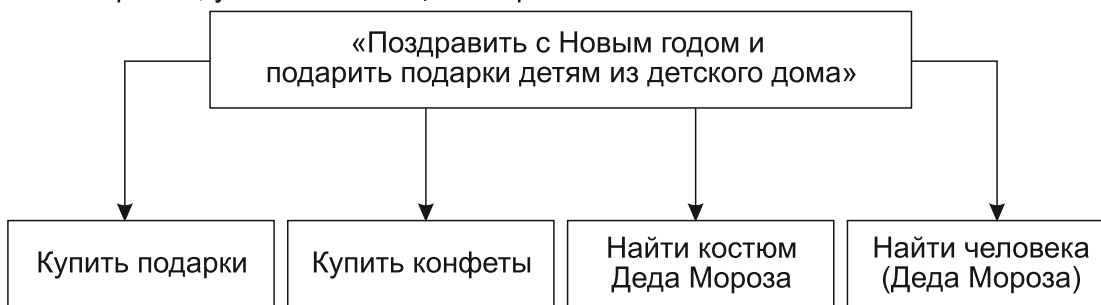 «Поздравить с Новым годом и
подарить подарки детям из детского дома»
Купить подарки
Купить конфеты
Найти костюм
Деда Мороза
Найти человека
(Деда Мороза)